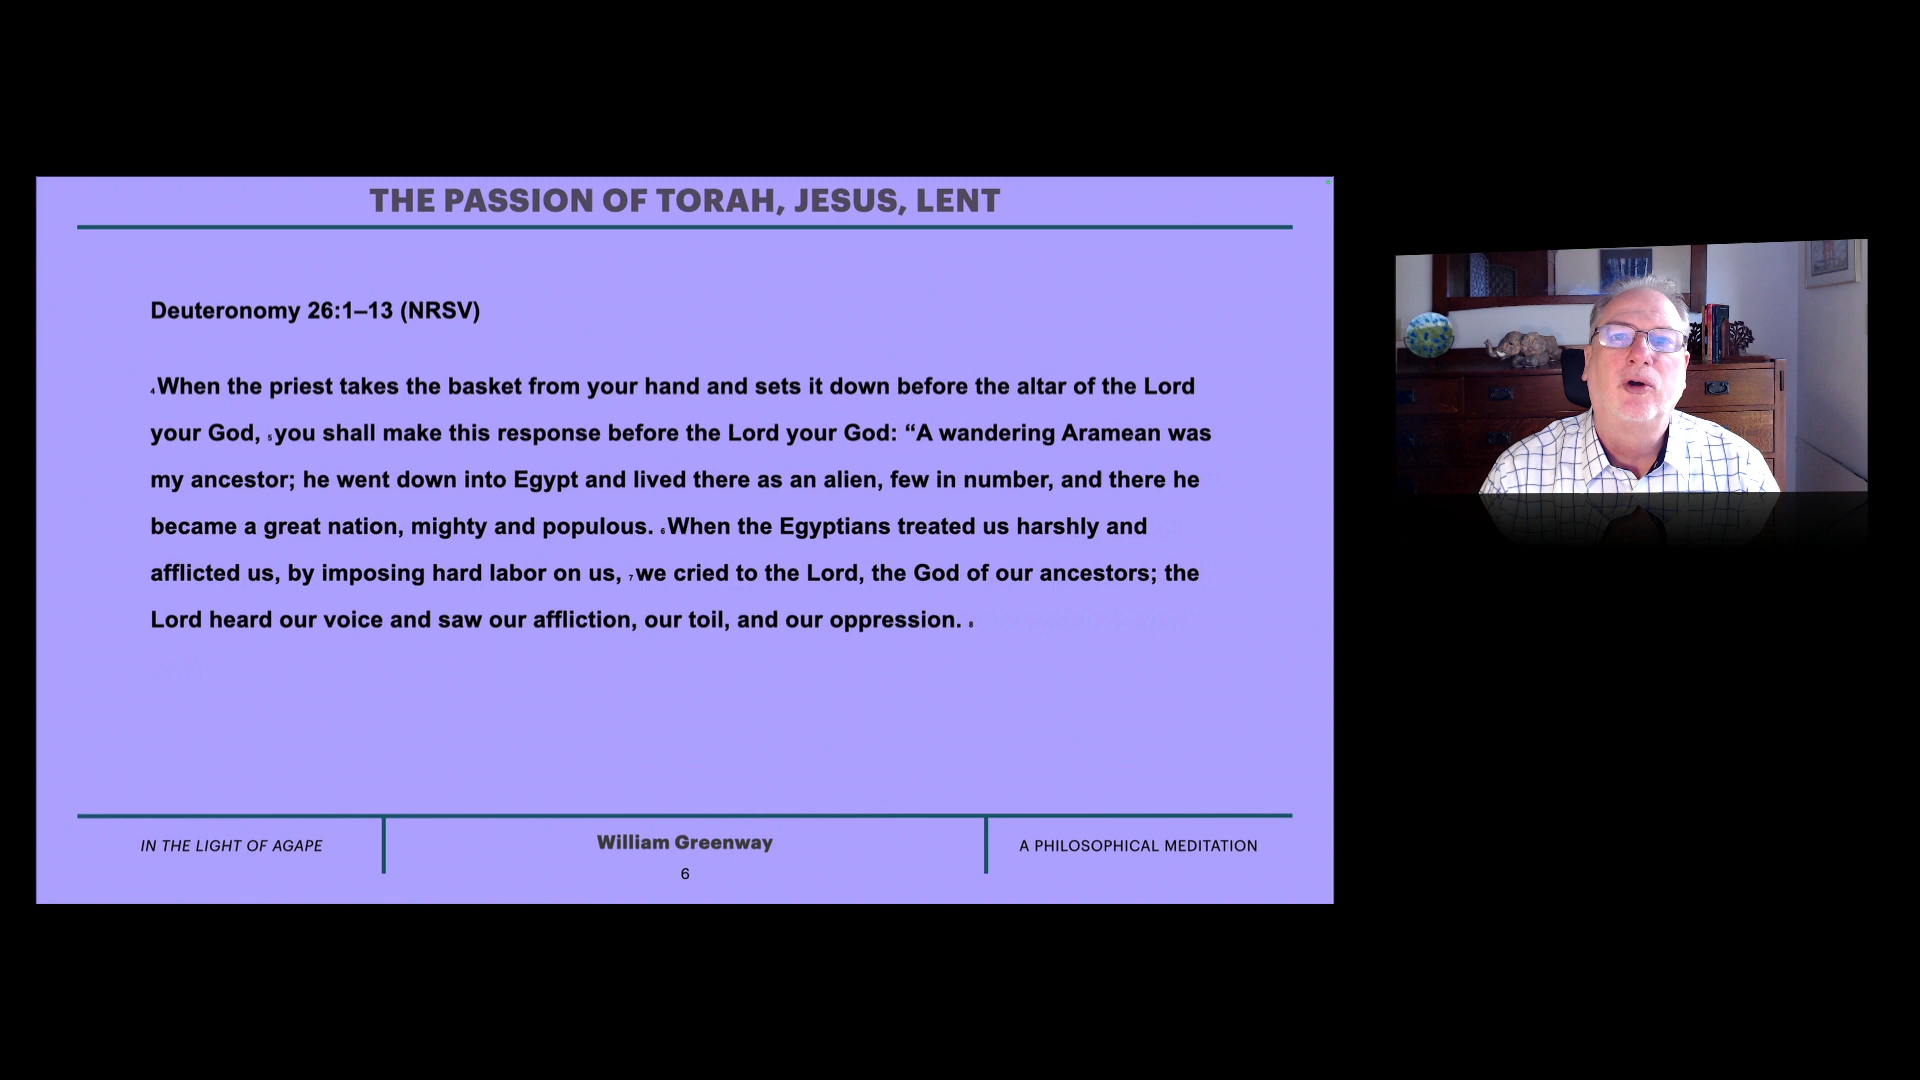 THE PASSION OF TORAH, JESUS, LENT
Deuteronomy 26:1–13 (NRSV)
4When the priest takes the basket from your hand and sets it down before the altar of the Lord
your God, 5you shall make this response before the Lord your God: “A wandering Aramean was
my ancestor; he went down into Egypt and lived there as an alien, few in number, and there he
became a great nation, mighty and populous. 6When the Egyptians treated us harshly and
afflicted us, by imposing hard labor on us, 7we cried to the Lord, the God of our ancestors; the
Lord heard our voice and saw our affliction, our toil, and our oppression. 8
IN THE LIGHT OF AGAPE
William Greenway
A PHILOSOPHICAL MEDITATION
6